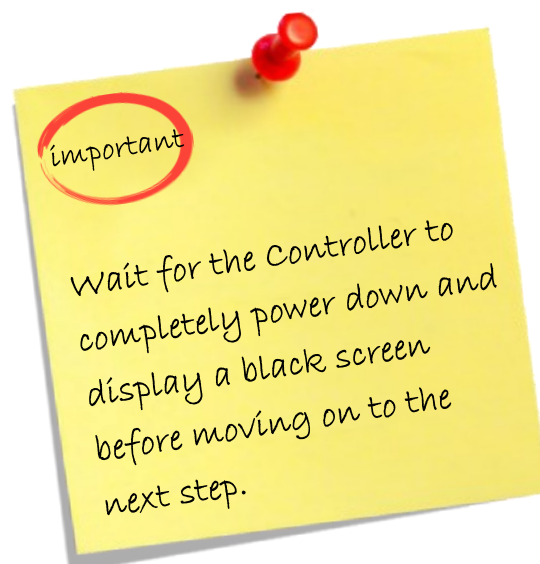 important
Wait for the Controller to
completely power down and
display a black screen
before moving on to the
next step.